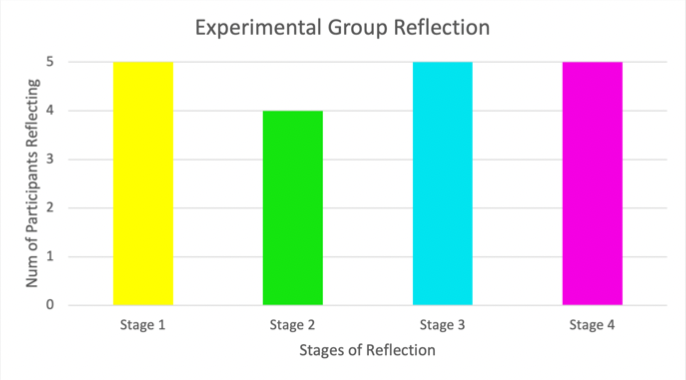 Experimental Group Reflection
Num of Participants Reflecting
5
4
3
2
1
0
Stage 1 Stage 2 Stage 3 Stage 4
Stages of Reflection